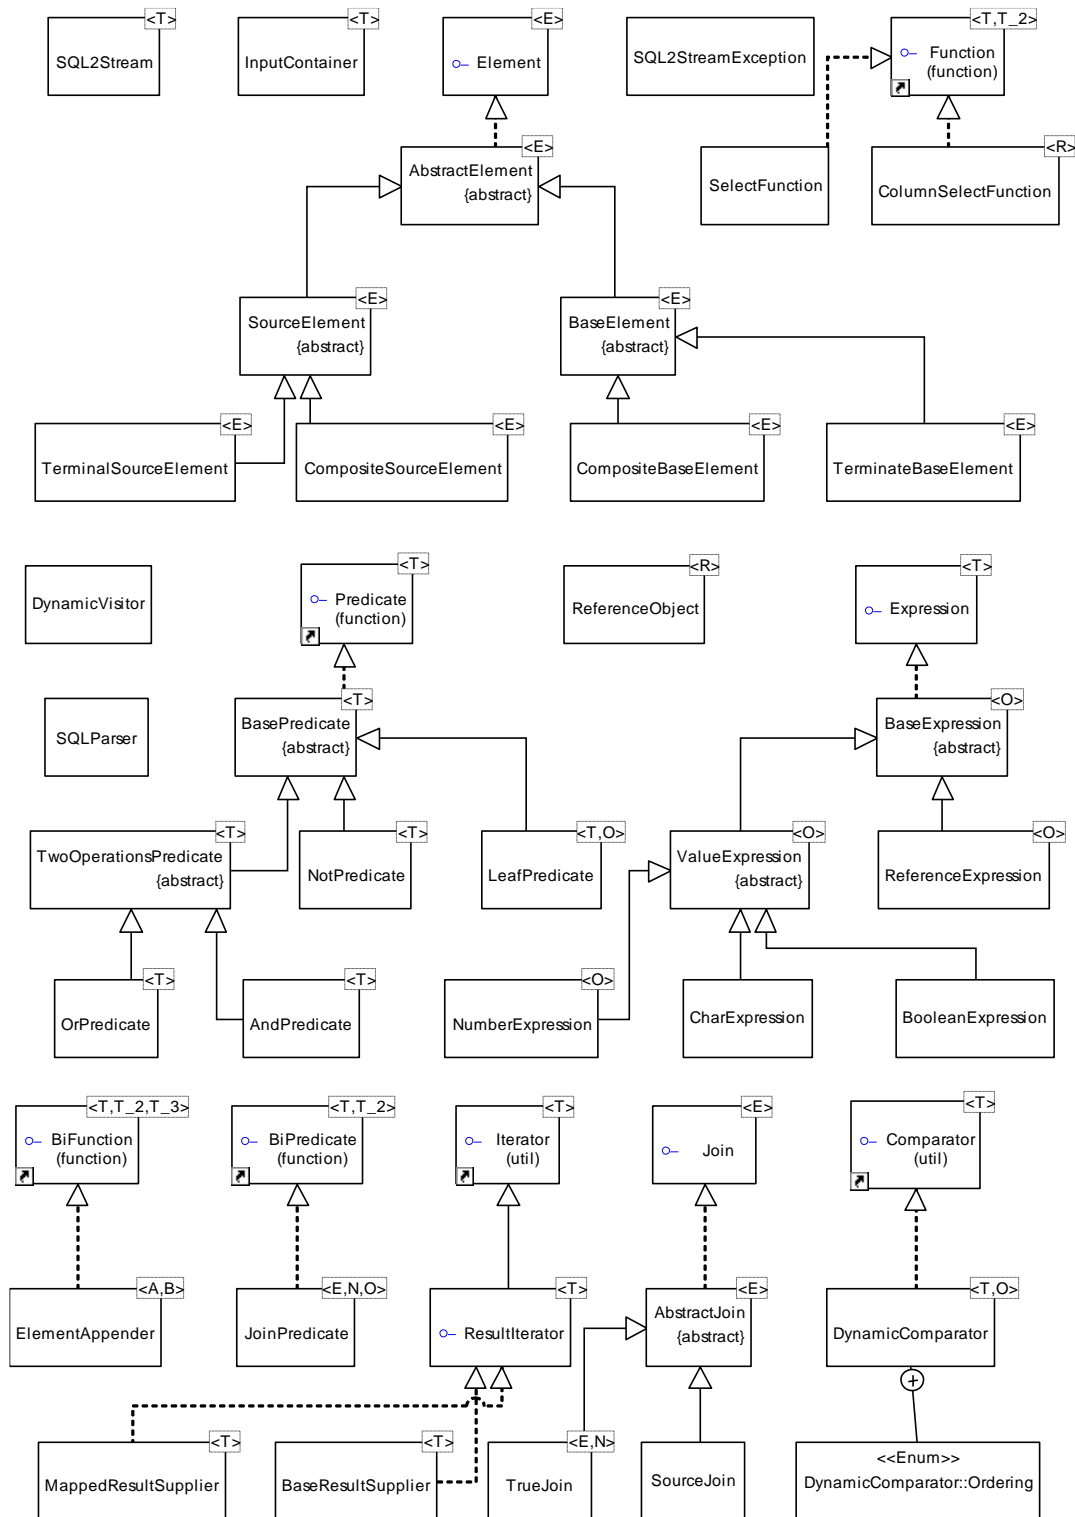 <T>
SQL2Stream
<T>
InputContainer
<E>
Element
SQL2StreamException
<T,T_2>
Function
(function)
<E>
AbstractElement
{abstract}
SelectFunction
<R>
ColumnSelectFunction
<E>
SourceElement
{abstract}
<E>
BaseElement
{abstract}
<E>
TerminalSourceElement
<E>
CompositeSourceElement
<E>
CompositeBaseElement
<E>
TerminateBaseElement
DynamicVisitor
<T>
Predicate
(function)
<R>
ReferenceObject
<T>
Expression
SQLParser
<T>
BasePredicate
{abstract}
<O>
BaseExpression
{abstract}
<T>
TwoOperationsPredicate
{abstract}
<T>
NotPredicate
<T,O>
LeafPredicate
<O>
ValueExpression
{abstract}
<O>
ReferenceExpression
<T>
OrPredicate
<T>
AndPredicate
<O>
NumberExpression
CharExpression
BooleanExpression
<T,T_2,T_3>
BiFunction
(function)
<T,T_2>
BiPredicate
(function)
<T>
Iterator
(util)
<E>
Join
<T>
Comparator
(util)
<A,B>
ElementAppender
<E,N,O>
JoinPredicate
<T>
ResultIterator
<E>
AbstractJoin
{abstract}
<T,O>
DynamicComparator
<T>
MappedResultSupplier
<T>
BaseResultSupplier
<E,N>
TrueJoin
SourceJoin
<<Enum>>
DynamicComparator::Ordering